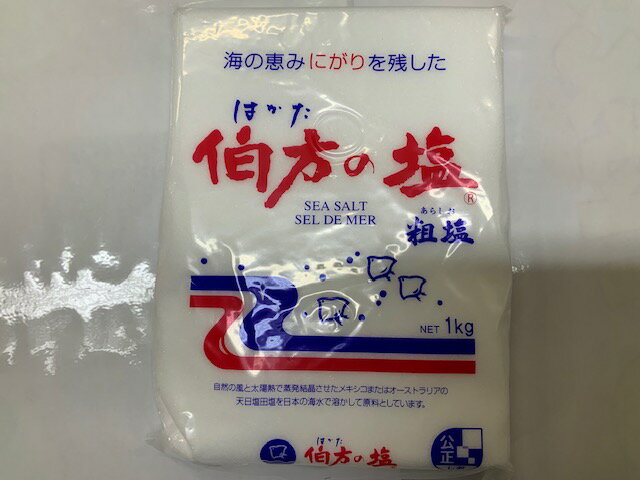 海の恵みにがりを残した
はかた
伯方の塩®
SEA SALT
SEL DE MER
あらしお
粗塩
NET 1kg
自然の風と太陽熱で蒸発結晶させたメキシコまたはオーストラリアの
天日塩田塩を日本の海水で溶かして原料としています。
はかた
伯方の塩
公正